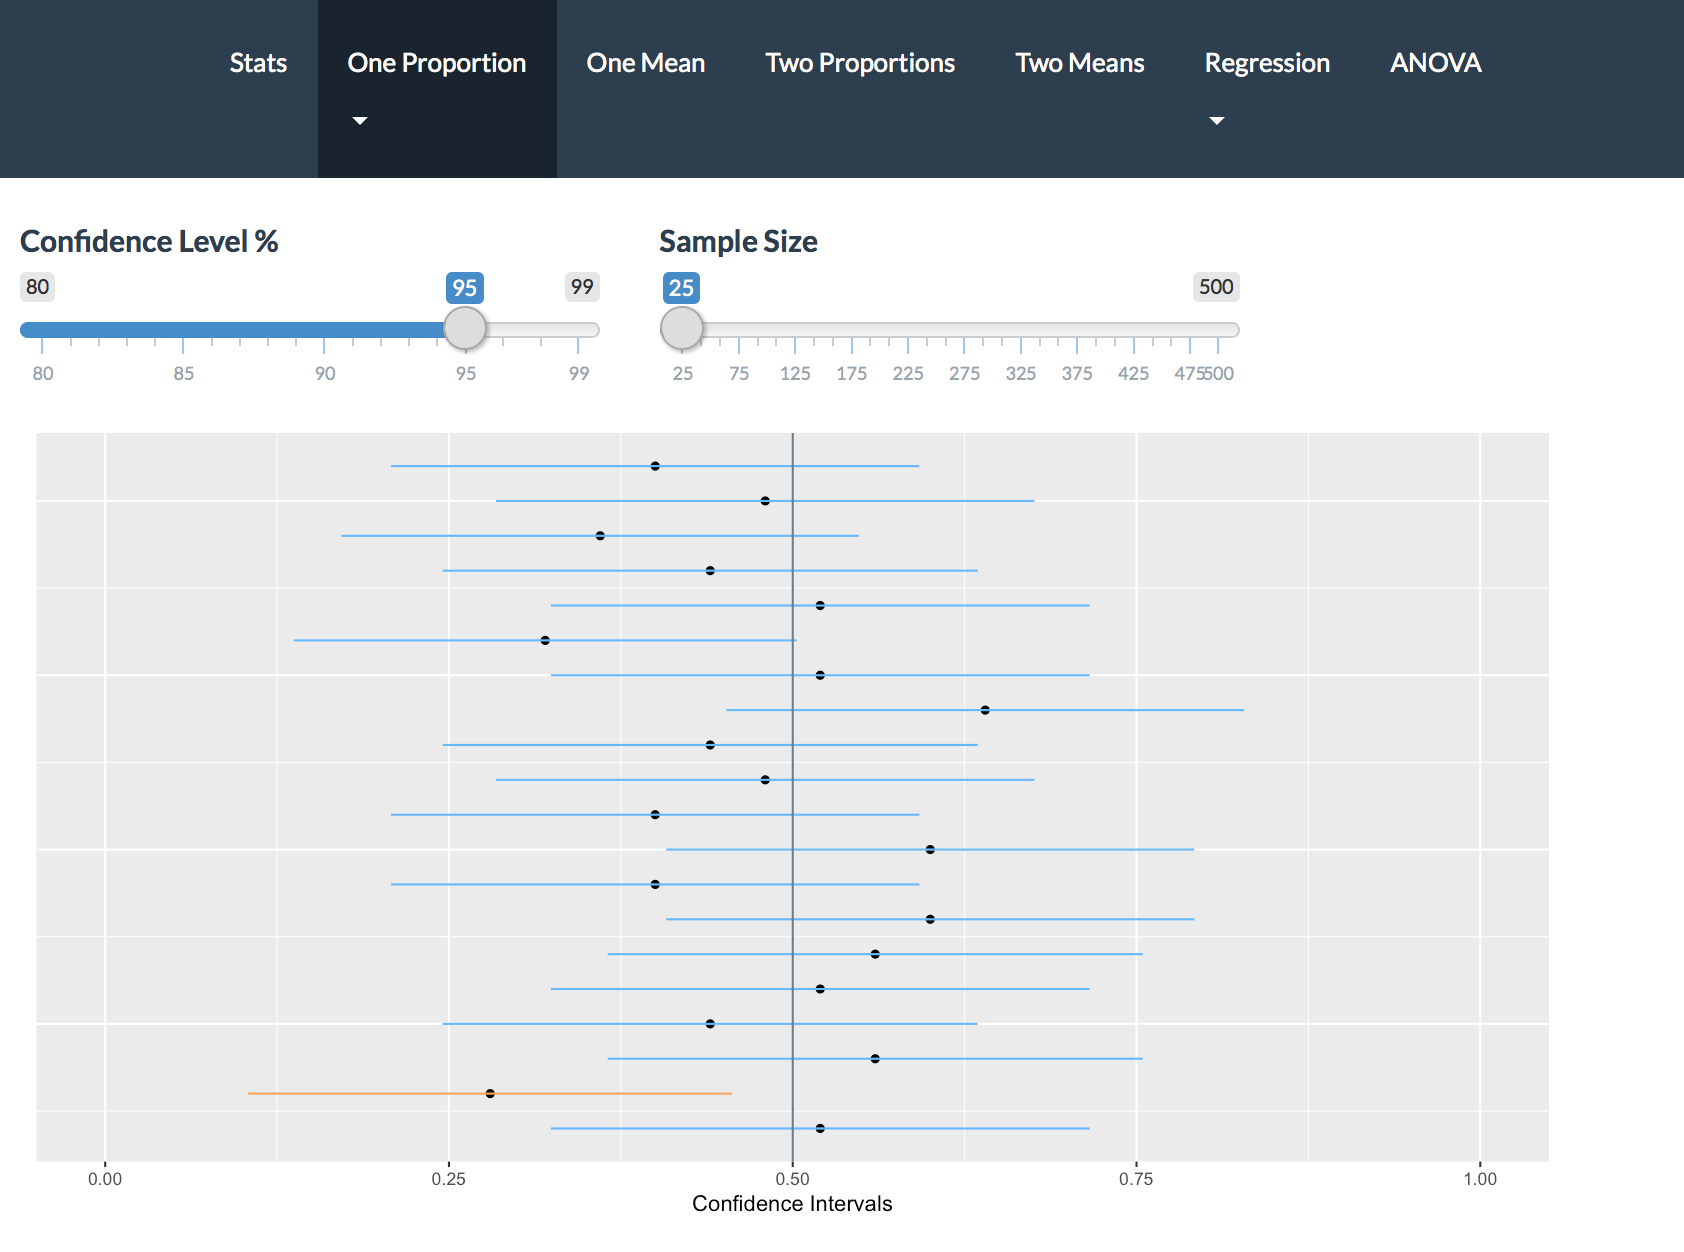 Stats One Proportion One Mean Two Proportions Two Means Regression ANOVA
Confidence Level % Sample Size
80 95 99 25 500
80 85 90 95 99 25 75 125 175 225 275 325 375 425 475 500
0.00 0.25 0.50 0.75 1.00
Confidence Intervals